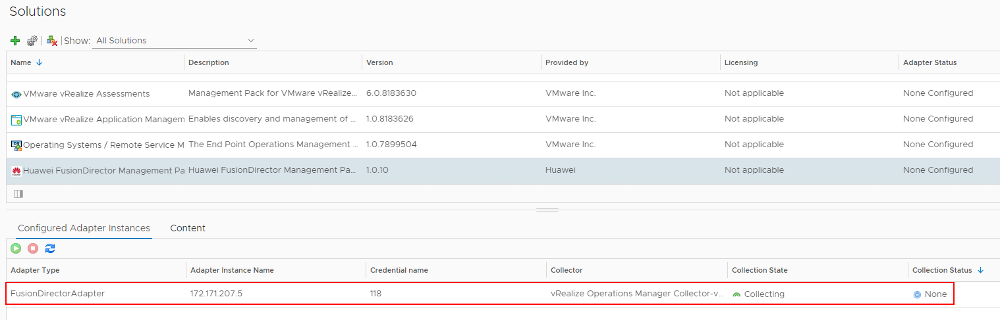 Solutions
Show: All Solutions
Name Description Version Provided by Licensing Adapter Status
VMware vRealize Assessments Management Pack for VMware vRealize... 6.0.8183630 VMware Inc. Not applicable None Configured
VMware vRealize Application Managem Enables discovery and management of ... 1.0.8183626 VMware Inc. Not applicable None Configured
Operating Systems / Remote Service M The End Point Operations Management ... 1.0.7899504 VMware Inc. Not applicable None Configured
Huawei FusionDirector Management Pa Huawei FusionDirector Management Pa... 1.0.10 Huawei Not applicable None Configured
Configured Adapter Instances Content
Adapter Type Adapter Instance Name Credential name Collector Collection State Collection Status
FusionDirectorAdapter 172.171.207.5 118 vRealize Operations Manager Collector-v... Collecting None